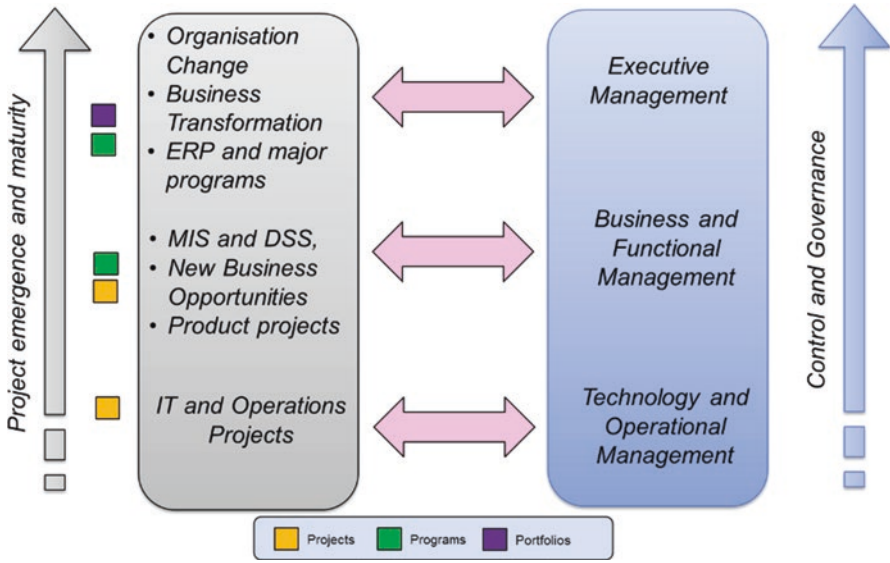 Project emergence and maturity
• Organisation
Change
• Business
Transformation
• ERP and major
programs
• MIS and DSS,
• New Business
Opportunities
• Product projects
IT and Operations
Projects
Executive
Management
Business and
Functional
Management
Technology and
Operational
Management
Control and Governance
Projects
Programs
Portfolios